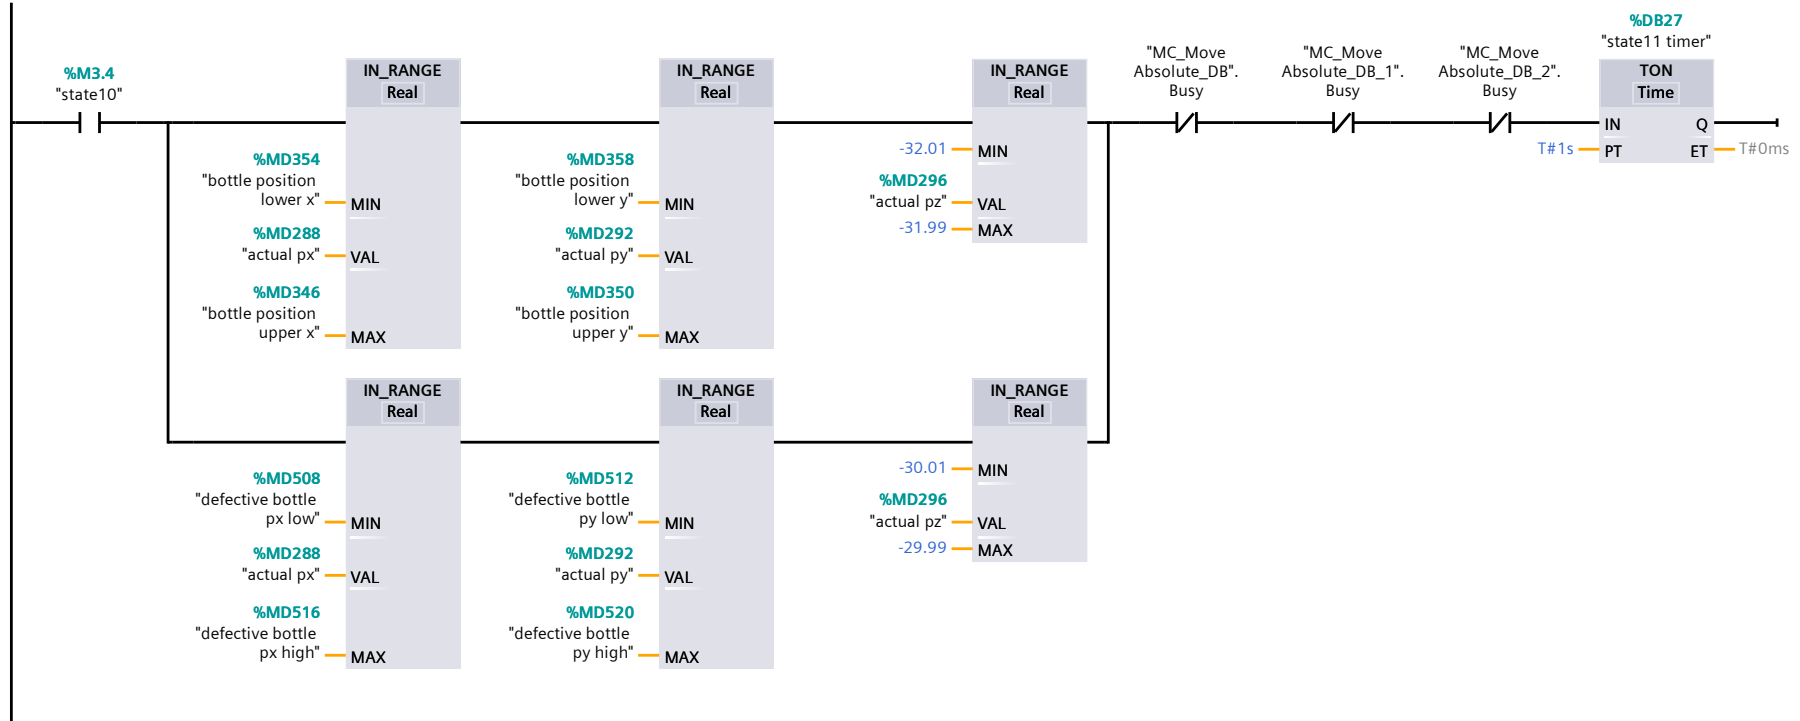 %DB27
"state11 timer"
%M3.4
"state10"
IN_RANGE
Real
IN_RANGE
Real
IN_RANGE
Real
"MC_Move
Absolute_DB".
Busy
"MC_Move
Absolute_DB_1".
Busy
"MC_Move
Absolute_DB_2".
Busy
TON
Time
IN
Q
T#1s
PT
ET
T#0ms
%MD354
"bottle position
lower x"
MIN
%MD288
"actual px"
VAL
%MD346
"bottle position
upper x"
MAX
%MD358
"bottle position
lower y"
MIN
%MD292
"actual py"
VAL
%MD350
"bottle position
upper y"
MAX
-32.01
MIN
%MD296
"actual pz"
VAL
-31.99
MAX
IN_RANGE
Real
IN_RANGE
Real
IN_RANGE
Real
%MD508
"defective bottle
px low"
MIN
%MD288
"actual px"
VAL
%MD516
"defective bottle
px high"
MAX
%MD512
"defective bottle
py low"
MIN
%MD292
"actual py"
VAL
%MD520
"defective bottle
py high"
MAX
-30.01
MIN
%MD296
"actual pz"
VAL
-29.99
MAX